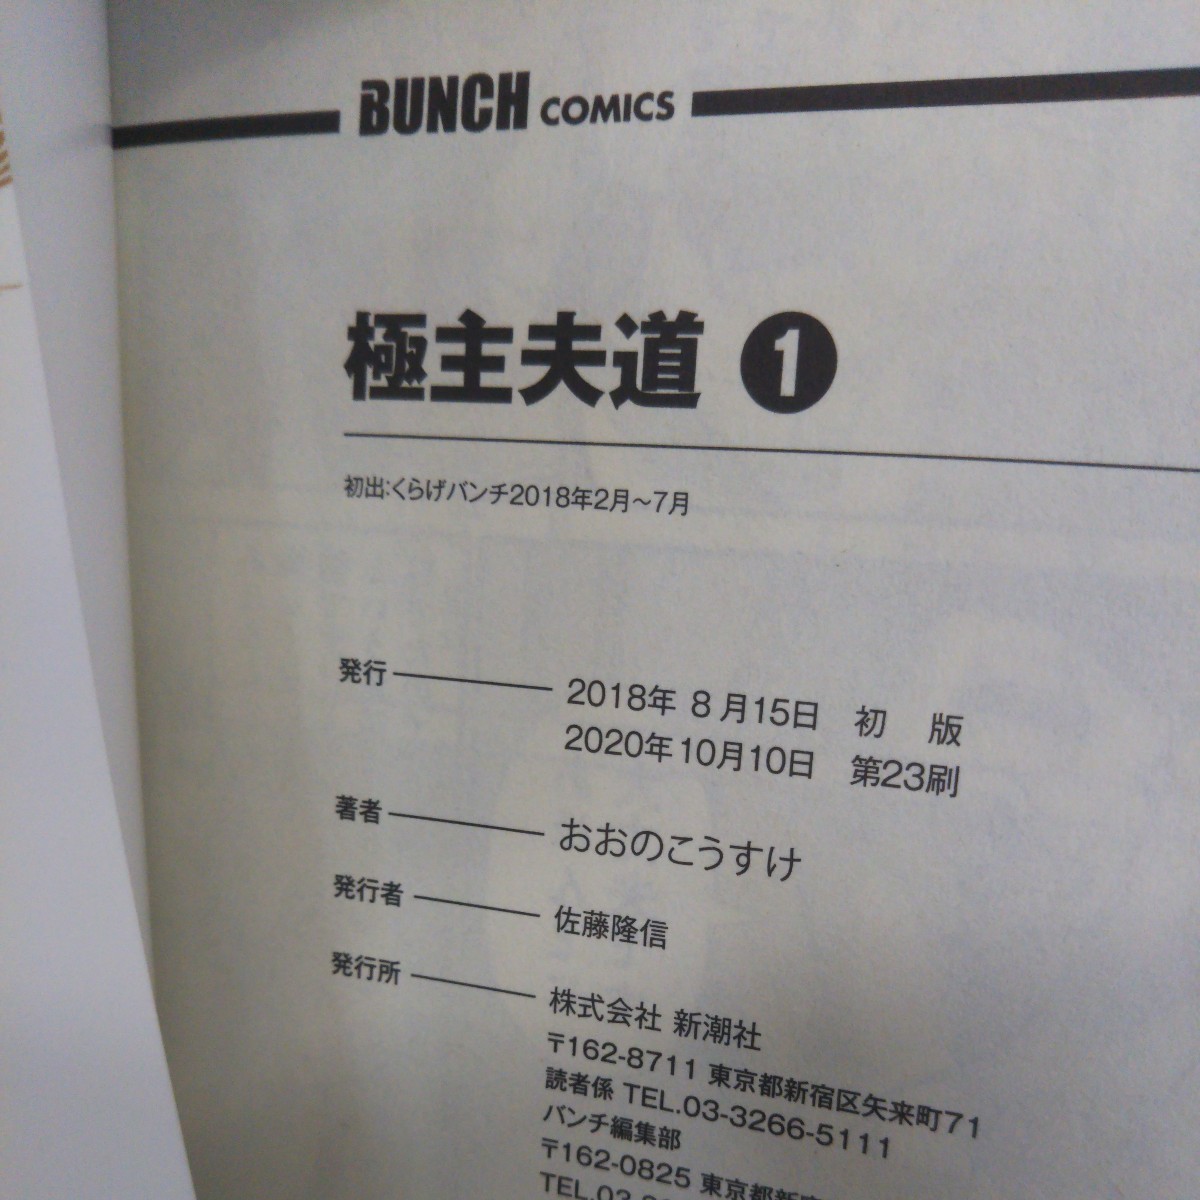 BUNCH COMICS
極主夫道 1
初出:くらげバンチ2018年2月~7月
発行 2018年 8月15日 初 版
2020年10月10日 第23刷
著者 おおのこうすけ
発行者 佐藤隆信
発行所 株式会社 新潮社
〒162-8711 東京都新宿区矢来町71
読者係 TEL.03-3266-5111
バンチ編集部
〒162-0825 東京都新宿
TEL.03